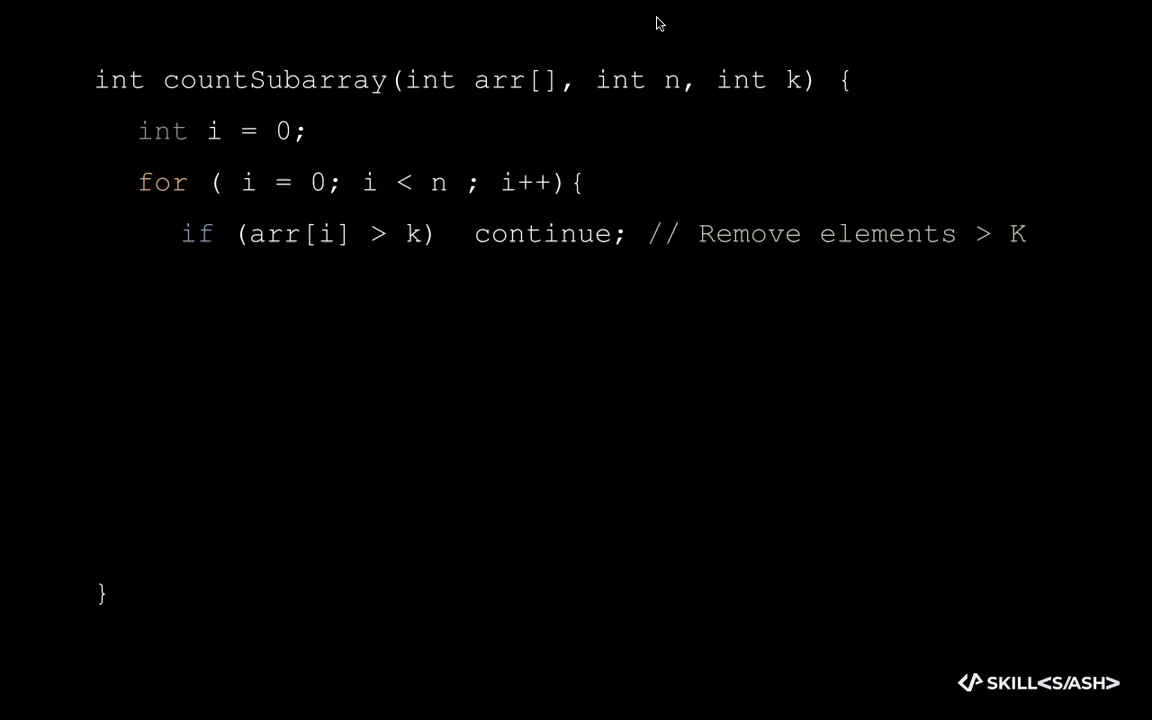 int countSubarray(int arr[], int n, int k) {
int i = 0;
for ( i = 0; i < n ; i++){
if (arr[i] > k)  continue; // Remove elements > K
}
</> SKILL<S/ASH>